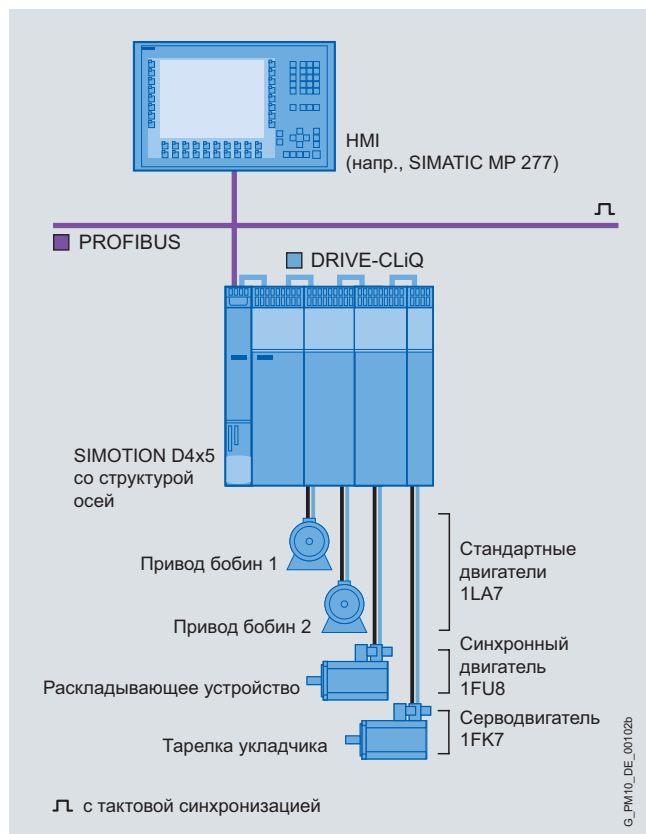 HMI
(напр., SIMATIC MP 277)
PROFIBUS
DRIVE-CLiQ
SIMOTION D4x5
со структурой
осей
Привод бобин 1
Привод бобин 2
Стандартные
двигатели
1LA7
Раскладывающее устройство
Синхронный
двигатель
1FU8
Тарелка укладчика
Серводвигатель
1FK7
с тактовой синхронизацией
G_PM10_DE_00102b